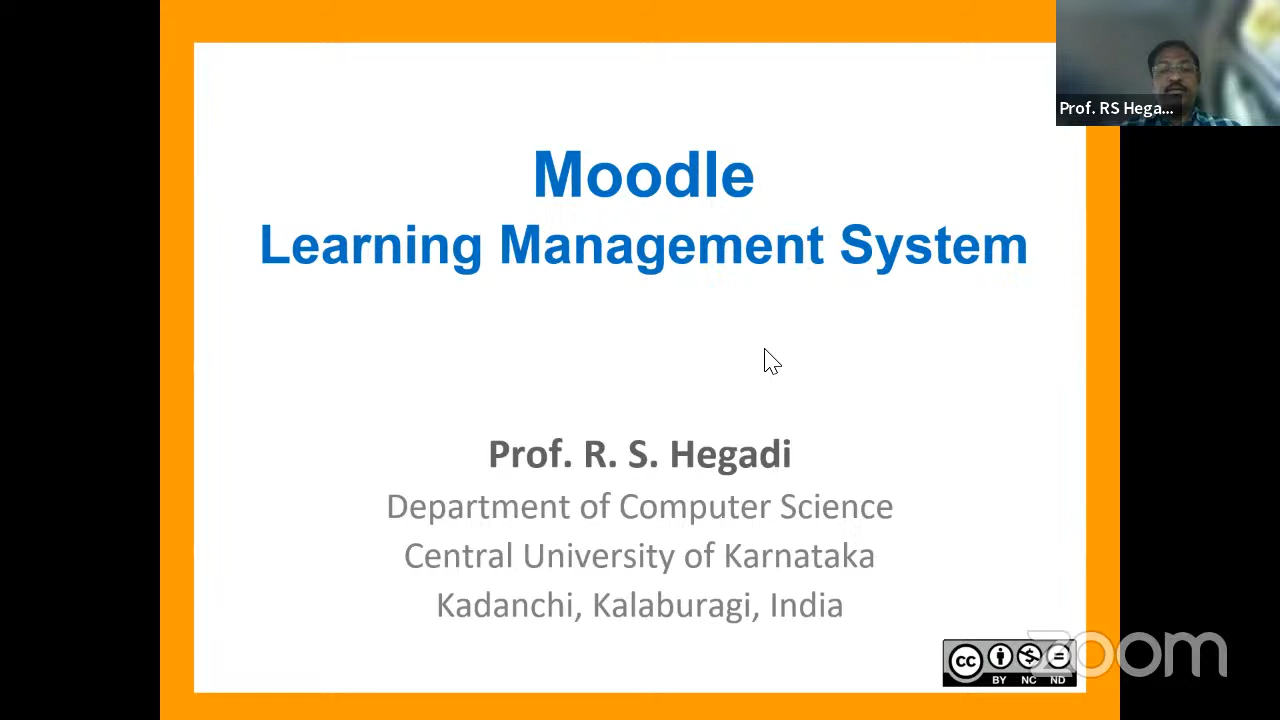 Prof. RS Hega...
Moodle
Learning Management System
Prof. R. S. Hegadi
Department of Computer Science
Central University of Karnataka
Kadanchi, Kalaburagi, India
cc
BY NC ND
zoom